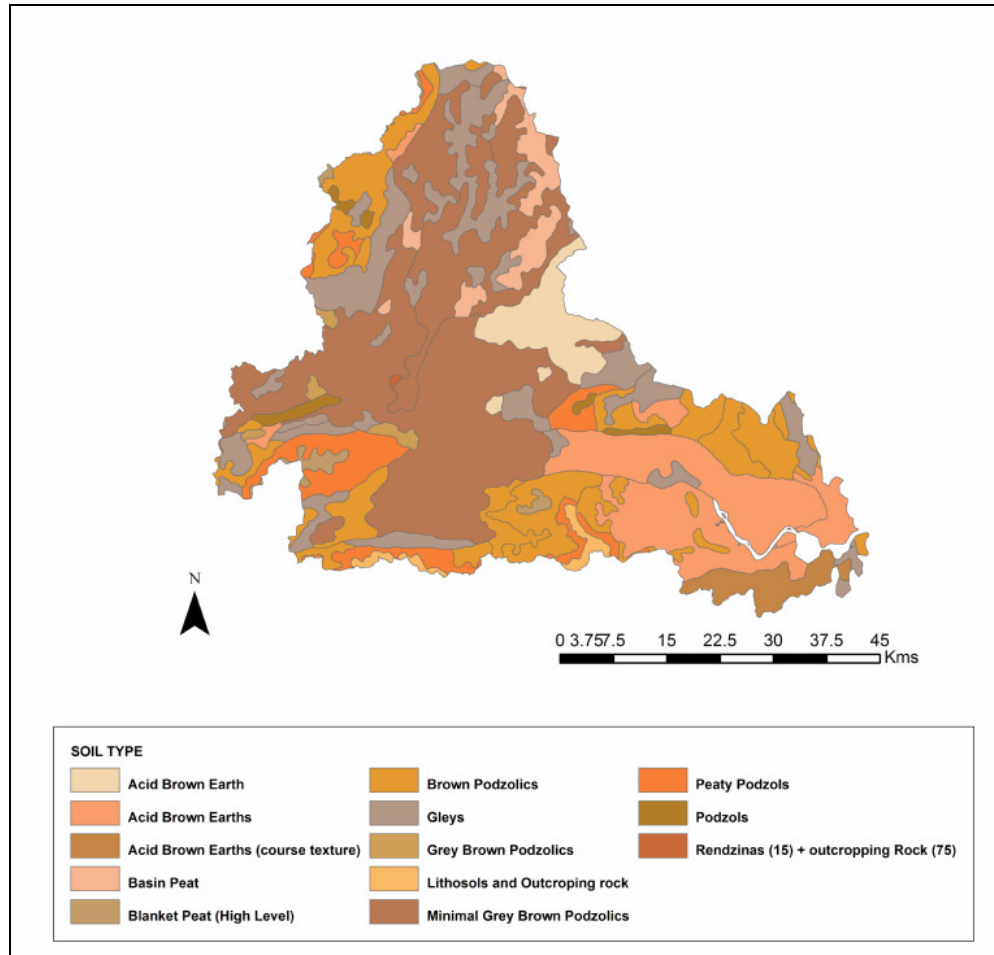 N
0 3.757.5 15 22.5 30 37.5 45
Kms
SOIL TYPE
Acid Brown Earth
Acid Brown Earths
Acid Brown Earths (course texture)
Basin Peat
Blanket Peat (High Level)
Brown Podzolics
Gleys
Grey Brown Podzolics
Lithosols and Outcroping rock
Minimal Grey Brown Podzolics
Peaty Podzols
Podzols
Rendzinas (15) + outcropping Rock (75)